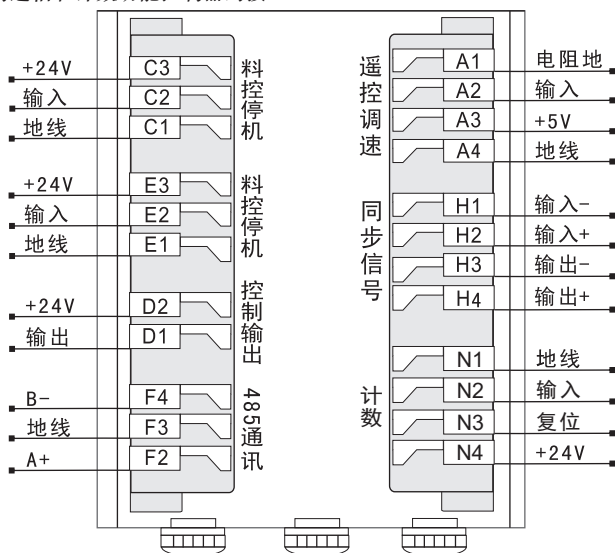 +24V C3
输入 C2
地线 C1
料控停机
+24V E3
输入 E2
地线 E1
料控停机
+24V D2
输出 D1
控制输出
B- F4
地线 F3
A+ F2
485通讯
遥控调速
A1 电阻地
A2 输入
A3 +5V
A4 地线
同步信号
H1 输入-
H2 输入+
H3 输出-
H4 输出+
计数
N1 地线
N2 输入
N3 复位
N4 +24V